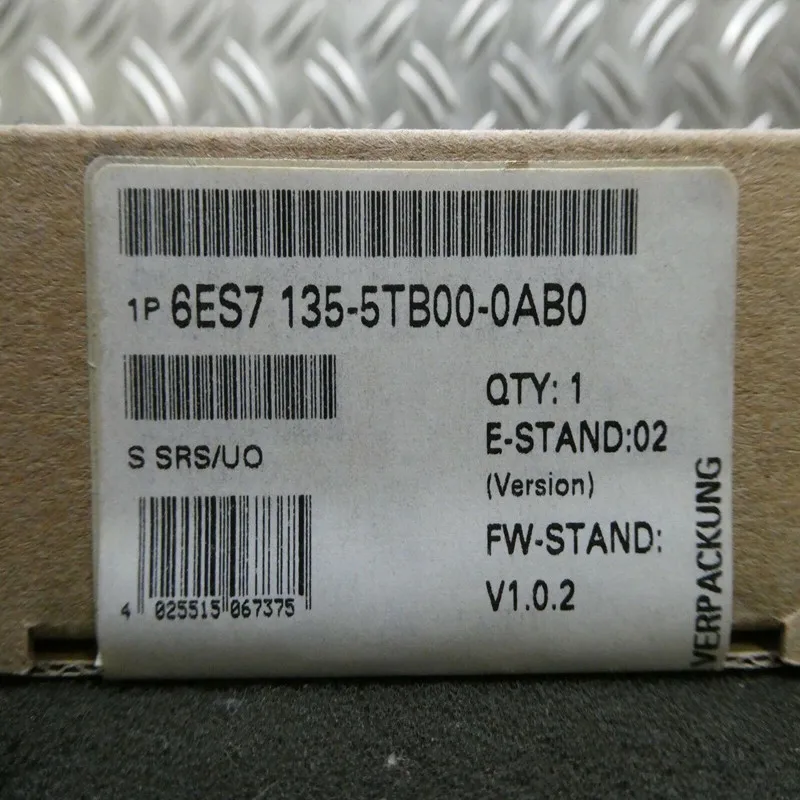 1P 6ES7 135-5TB00-0AB0
QTY: 1
S SRS/UO
E-STAND:02
(Version)
FW-STAND:
V1.0.2
4 025515 067375
VERPACKUNG